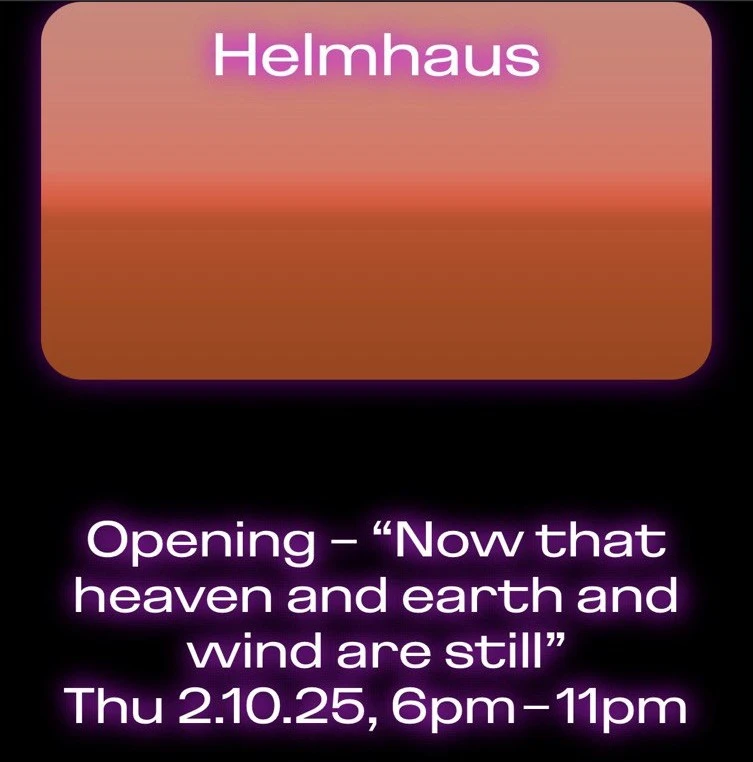 Helmhaus
Opening – “Now that
heaven and earth and
wind are still”
Thu 2.10.25, 6pm – 11pm